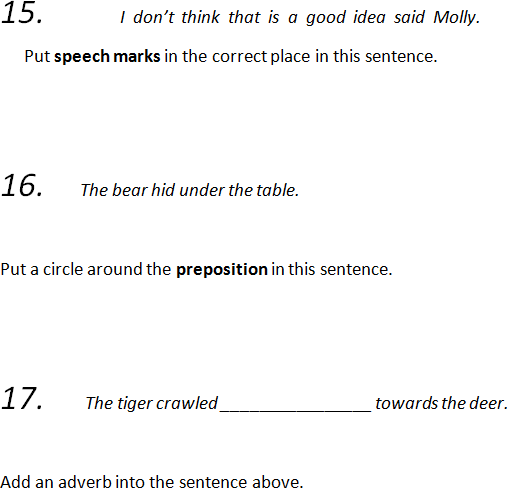 15. I don’t think that is a good idea said Molly.
Put speech marks in the correct place in this sentence.
16. The bear hid under the table.
Put a circle around the preposition in this sentence.
17. The tiger crawled________________ towards the deer.
Add an adverb into the sentence above.